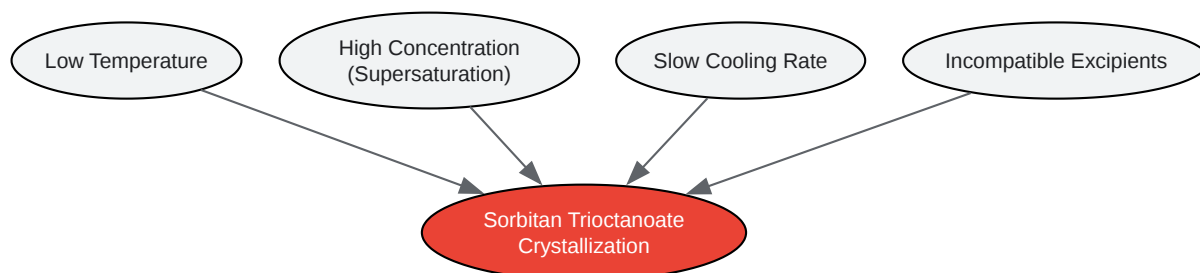 Low Temperature
High Concentration
(Supersaturation)
Slow Cooling Rate
Incompatible Excipients
Sorbitan Trioctanoate
Crystallization